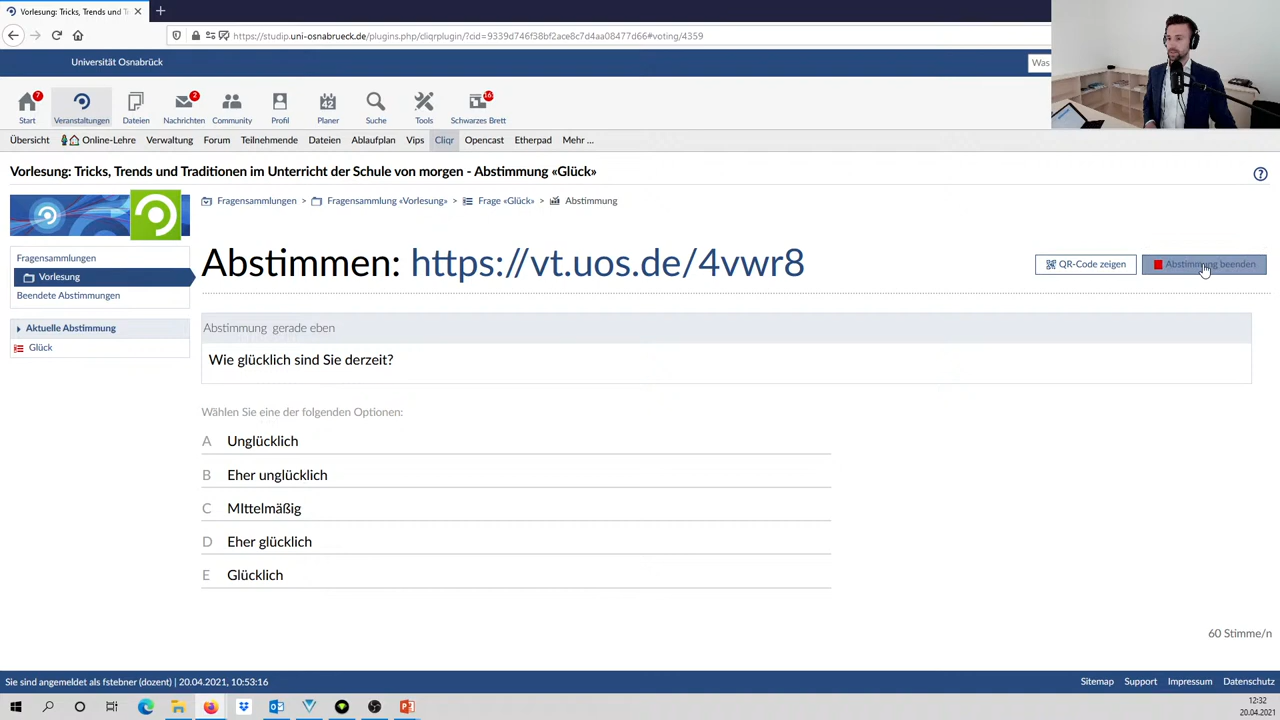 Vorlesung: Tricks, Trends und Tr
https://studip.uni-osnabrueck.de/plugins.php/cliqrplugin/?cid=9339d746f38bf2ace8c7d4aa08477d66#voting/4359
Universität Osnabrück
Was
7
2
42
16
Start Veranstaltungen Dateien Nachrichten Community Profil Planer Suche Tools Schwarzes Brett
Übersicht Online-Lehre Verwaltung Forum Teilnehmende Dateien Ablaufplan Vips Cliqr Opencast Etherpad Mehr ...
Vorlesung: Tricks, Trends und Traditionen im Unterricht der Schule von morgen - Abstimmung «Glück»
Fragensammlungen > Fragensammlung «Vorlesung» > Frage «Glück» > Abstimmung
Fragensammlungen
Vorlesung
Beendete Abstimmungen
Aktuelle Abstimmung
Glück
Abstimmen: https://vt.uos.de/4vwr8
QR-Code zeigen
Abstimmung beenden
Abstimmung gerade eben
Wie glücklich sind Sie derzeit?
Wählen Sie eine der folgenden Optionen:
A Unglücklich
B Eher unglücklich
C MIttelmäßig
D Eher glücklich
E Glücklich
60 Stimme/n
Sie sind angemeldet als fstebner (dozent) | 20.04.2021, 10:53:16
Sitemap Support Impressum Datenschutz
12:32
20.04.2021